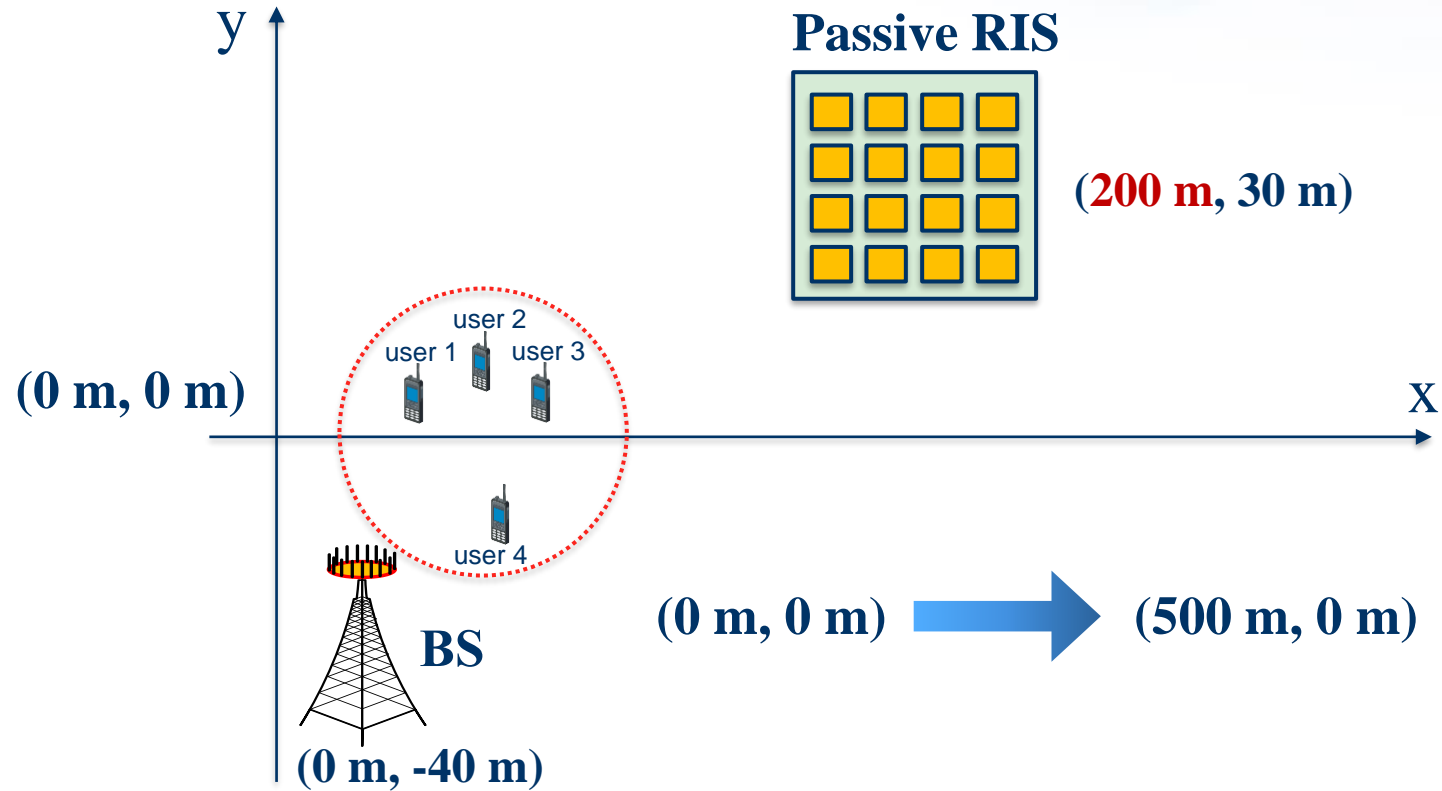 y
Passive RIS
(200 m, 30 m)
user 2
user 1
user 3
(0 m, 0 m)
x
user 4
(0 m, 0 m)
(500 m, 0 m)
BS
(0 m, -40 m)